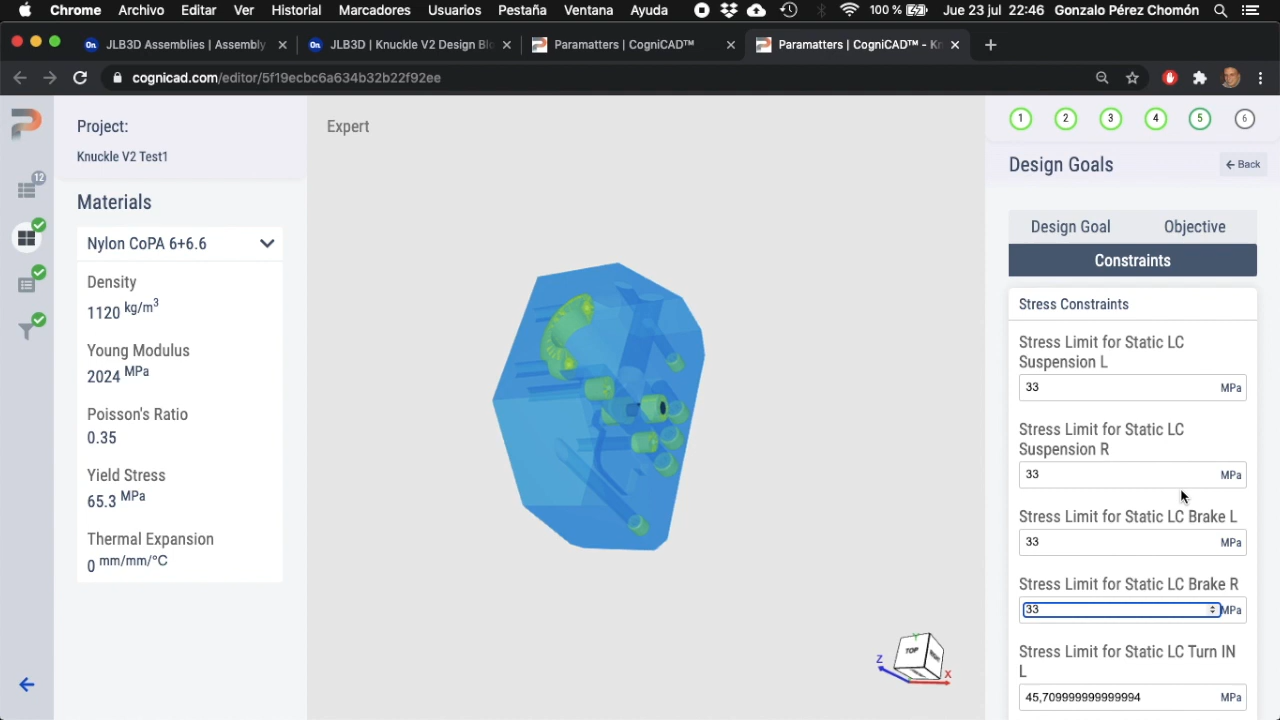 Chrome Archivo Editar Ver Historial Marcadores Usuarios Pestaña Ventana Ayuda 100 % Jue 23 jul 22:46 Gonzalo Pérez Chomón
On JLB3D Assemblies | Assembly On JLB3D | Knuckle V2 Design Bl Paramatters | CogniCAD™ Paramatters | CogniCAD™ - Kn
cognicad.com/editor/5f19ecbc6a634b32b22f92ee
Project:
Knuckle V2 Test1
12
Materials
Nylon CoPA 6+6.6
Density
1120 kg/m3
Young Modulus
2024 MPa
Poisson's Ratio
0.35
Yield Stress
65.3 MPa
Thermal Expansion
0 mm/mm/°C
Expert
TOP
Z
Y
X
1 2 3 4 5 6
Design Goals
← Back
Design Goal Objective
Constraints
Stress Constraints
Stress Limit for Static LC
Suspension L
33 MPa
Stress Limit for Static LC
Suspension R
33 MPa
Stress Limit for Static LC Brake L
33 MPa
Stress Limit for Static LC Brake R
33 MPa
Stress Limit for Static LC Turn IN
L
45,709999999999994 MPa